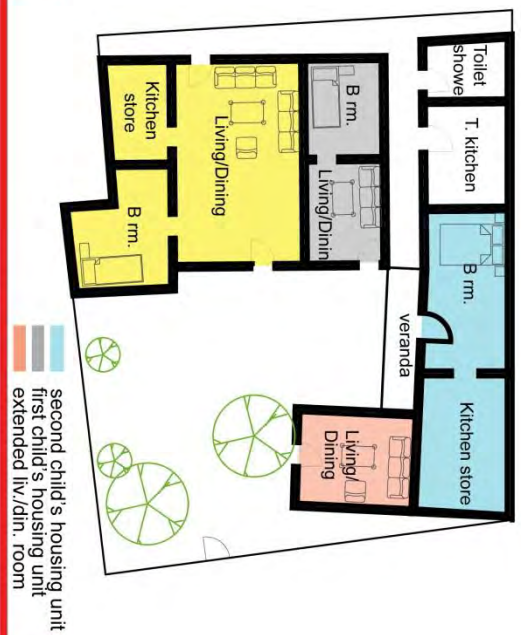 Toilet
showe
T. kitchen
B rm.
Kitchen store
veranda
B rm.
Living/Dinin
Living/
Dining
Living/Dining
Kitchen
store
B rm.
second child's housing unit
first child's housing unit
extended liv./din. room